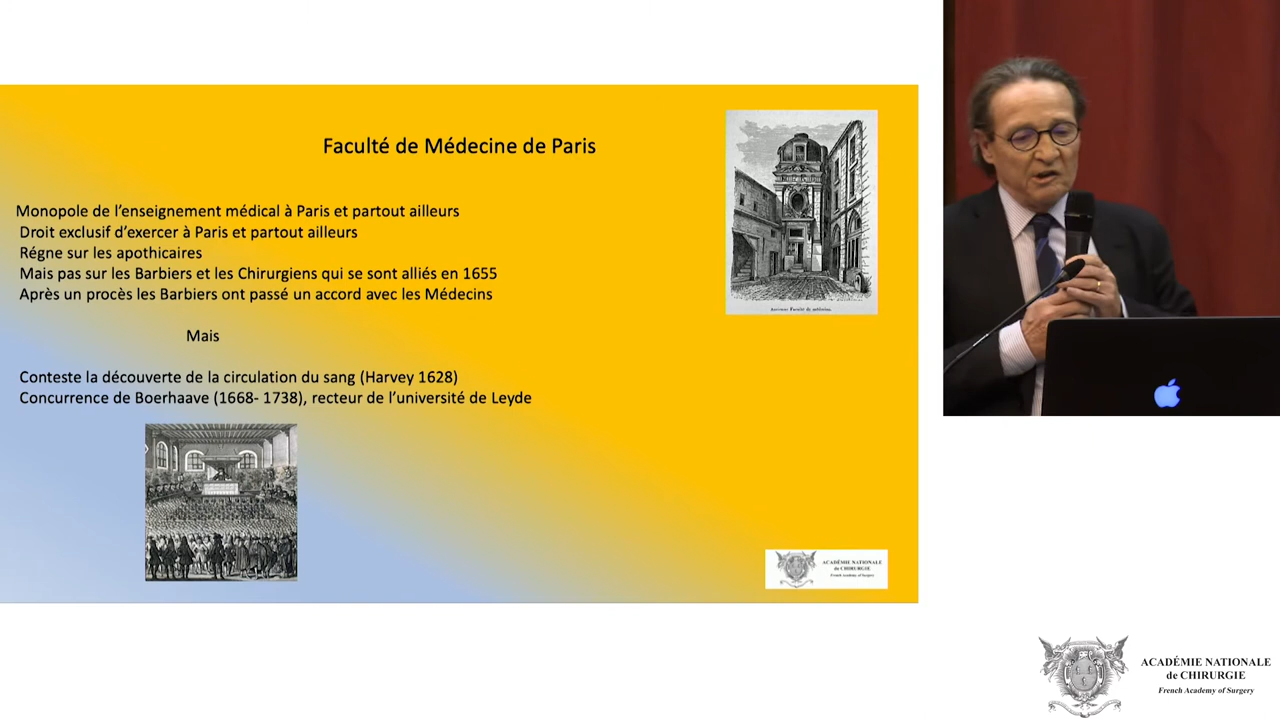 Faculté de Médecine de Paris
Monopole de l’enseignement médical à Paris et partout ailleurs
Droit exclusif d’exercer à Paris et partout ailleurs
Régne sur les apothicaires
Mais pas sur les Barbiers et les Chirurgiens qui se sont alliés en 1655
Après un procès les Barbiers ont passé un accord avec les Médecins
Mais
Conteste la découverte de la circulation du sang (Harvey 1628)
Concurrence de Boerhaave (1668- 1738), recteur de l’université de Leyde
Ancienne Faculté de médecine.
ACADÉMIE NATIONALE
de CHIRURGIE
French Academy of Surgery
ACADÉMIE NATIONALE
de CHIRURGIE
French Academy of Surgery